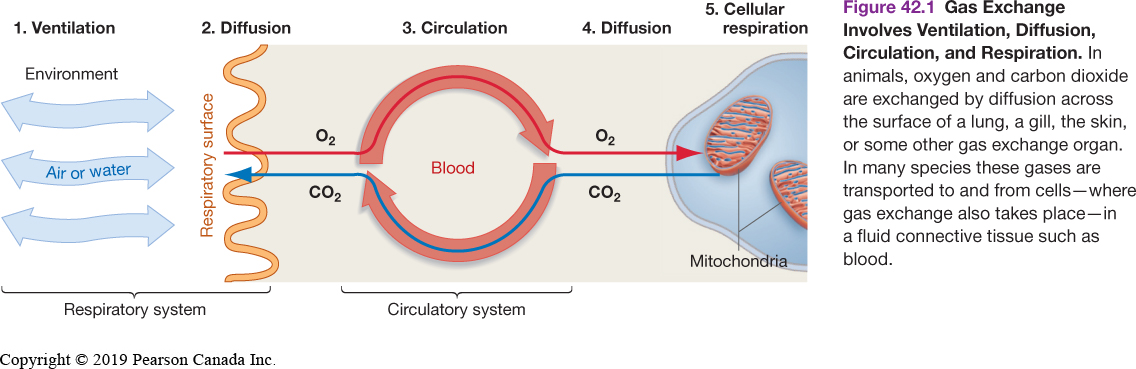 1. Ventilation
2. Diffusion
3. Circulation
4. Diffusion
5. Cellular
respiration
Environment
Air or water
Respiratory surface
O2
CO2
Blood
O2
CO2
Mitochondria
Respiratory system
Circulatory system
Figure 42.1 Gas Exchange
Involves Ventilation, Diffusion,
Circulation, and Respiration. In
animals, oxygen and carbon dioxide
are exchanged by diffusion across
the surface of a lung, a gill, the skin,
or some other gas exchange organ.
In many species these gases are
transported to and from cells—where
gas exchange also takes place—in
a fluid connective tissue such as
blood.
Copyright © 2019 Pearson Canada Inc.